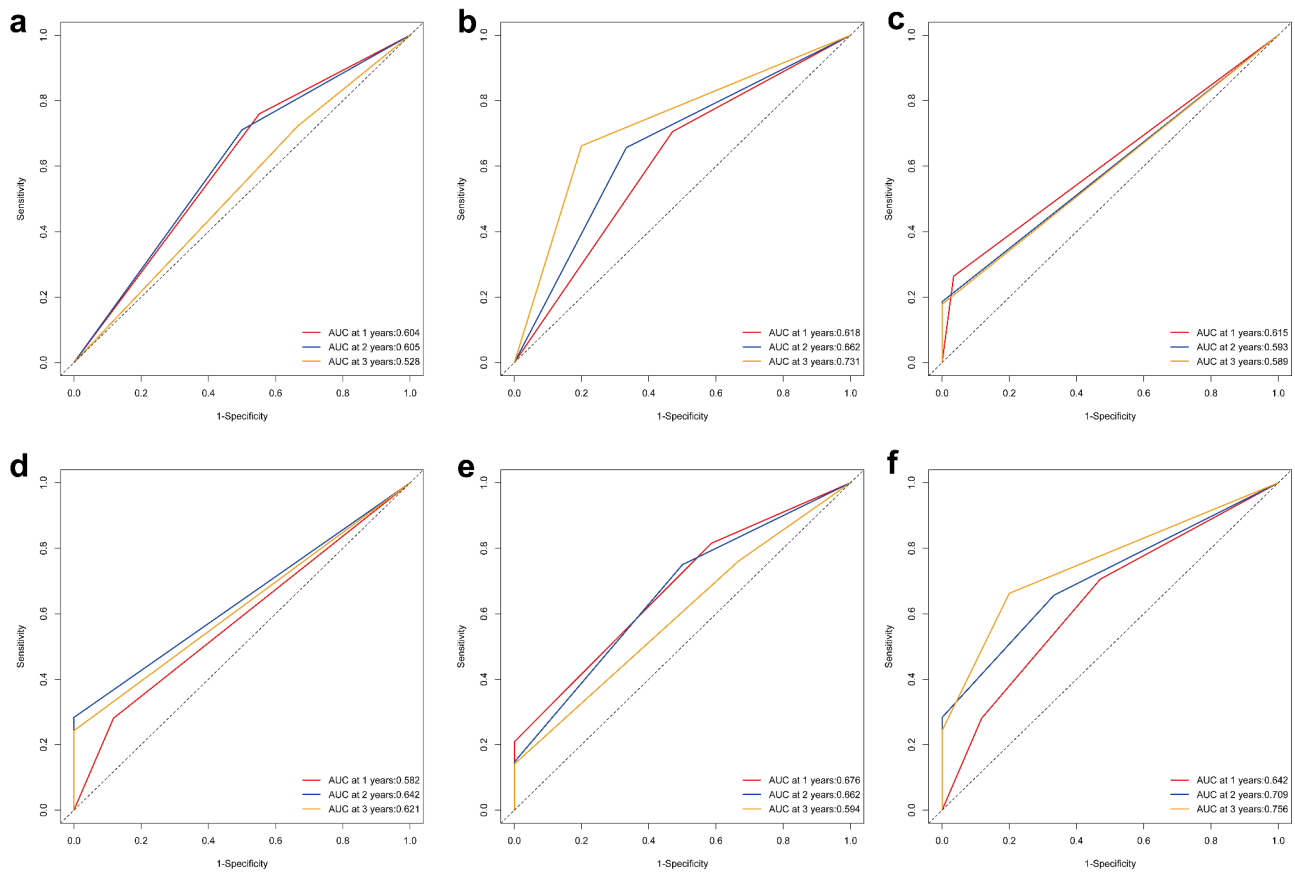 a
1.0
0.8
0.6
0.4
0.2
0.0
Sensitivity
0.0 0.2 0.4 0.6 0.8 1.0
1-Specificity
AUC at 1 years:0.604
AUC at 2 years:0.605
AUC at 3 years:0.528
b
1.0
0.8
0.6
0.4
0.2
0.0
Sensitivity
0.0 0.2 0.4 0.6 0.8 1.0
1-Specificity
AUC at 1 years:0.618
AUC at 2 years:0.662
AUC at 3 years:0.731
c
1.0
0.8
0.6
0.4
0.2
0.0
Sensitivity
0.0 0.2 0.4 0.6 0.8 1.0
1-Specificity
AUC at 1 years:0.615
AUC at 2 years:0.593
AUC at 3 years:0.589
d
1.0
0.8
0.6
0.4
0.2
0.0
Sensitivity
0.0 0.2 0.4 0.6 0.8 1.0
1-Specificity
AUC at 1 years:0.582
AUC at 2 years:0.642
AUC at 3 years:0.621
e
1.0
0.8
0.6
0.4
0.2
0.0
Sensitivity
0.0 0.2 0.4 0.6 0.8 1.0
1-Specificity
AUC at 1 years:0.676
AUC at 2 years:0.662
AUC at 3 years:0.594
f
1.0
0.8
0.6
0.4
0.2
0.0
Sensitivity
0.0 0.2 0.4 0.6 0.8 1.0
1-Specificity
AUC at 1 years:0.642
AUC at 2 years:0.709
AUC at 3 years:0.756